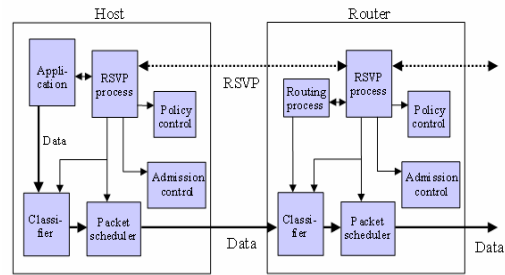 Host
Router
Appli-
cation
RSVP
process
RSVP
Routing
process
RSVP
process
Policy
control
Policy
control
Data
Admission
control
Admission
control
Classi-
fier
Packet
scheduler
Data
Classi-
fier
Packet
scheduler
Data